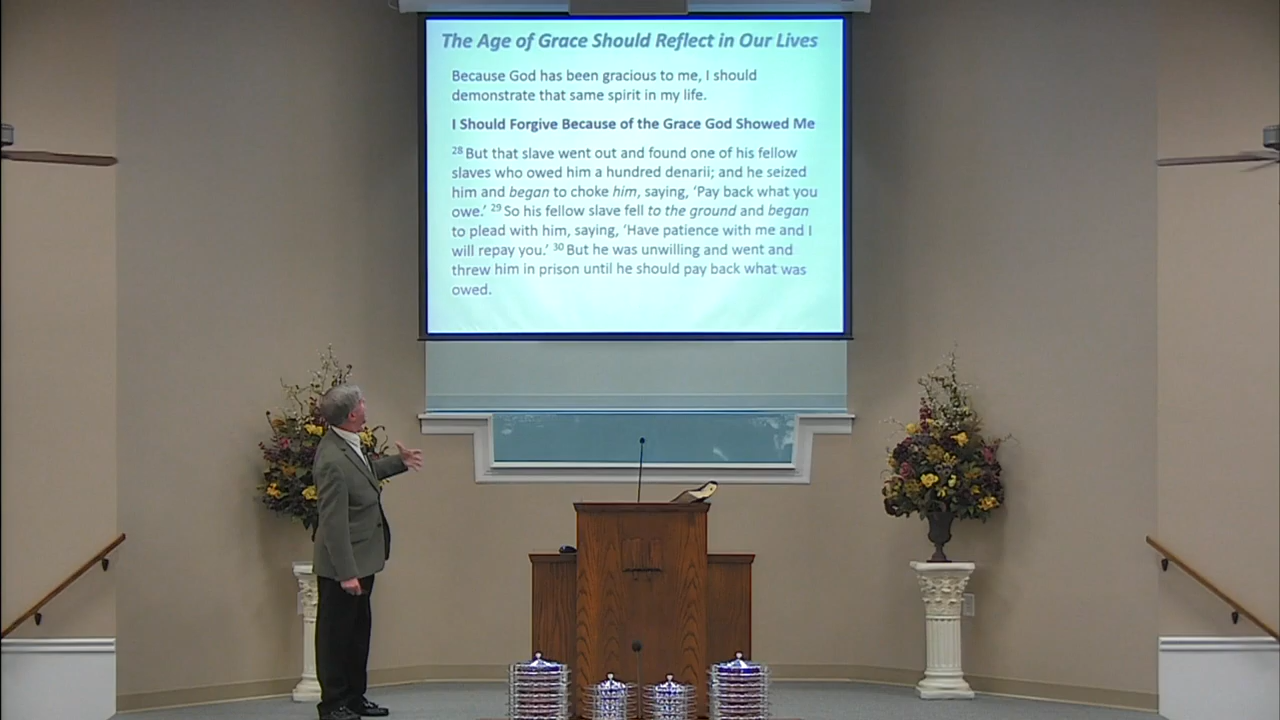 The Age of Grace Should Reflect in Our Lives
Because God has been gracious to me, I should
demonstrate that same spirit in my life.
I Should Forgive Because of the Grace God Showed Me
28 But that slave went out and found one of his fellow
slaves who owed him a hundred denarii; and he seized
him and began to choke him, saying, ‘Pay back what you
owe.’ 29 So his fellow slave fell to the ground and began
to plead with him, saying, ‘Have patience with me and I
will repay you.’ 30 But he was unwilling and went and
threw him in prison until he should pay back what was
owed.